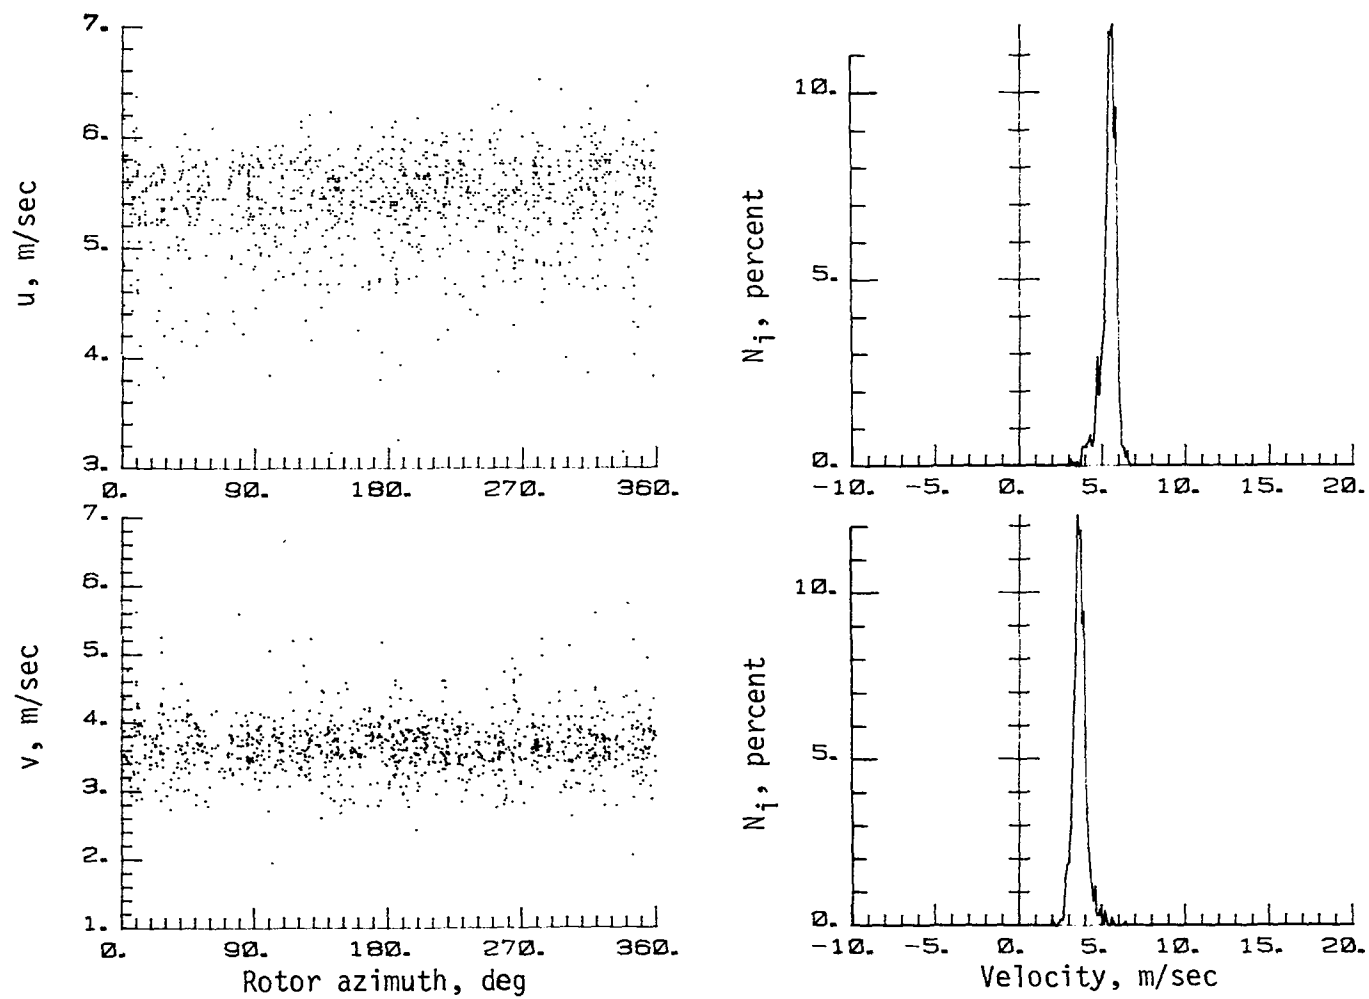 7.
6.
5.
4.
3.
u, m/sec
0. 90. 180. 270. 360.
10.
5.
0.
N_i, percent
-10. -5. 0. 5. 10. 15. 20.
7.
6.
5.
4.
3.
2.
1.
v, m/sec
0. 90. 180. 270. 360.
Rotor azimuth, deg
10.
5.
0.
N_i, percent
-10. -5. 0. 5. 10. 15. 20.
Velocity, m/sec